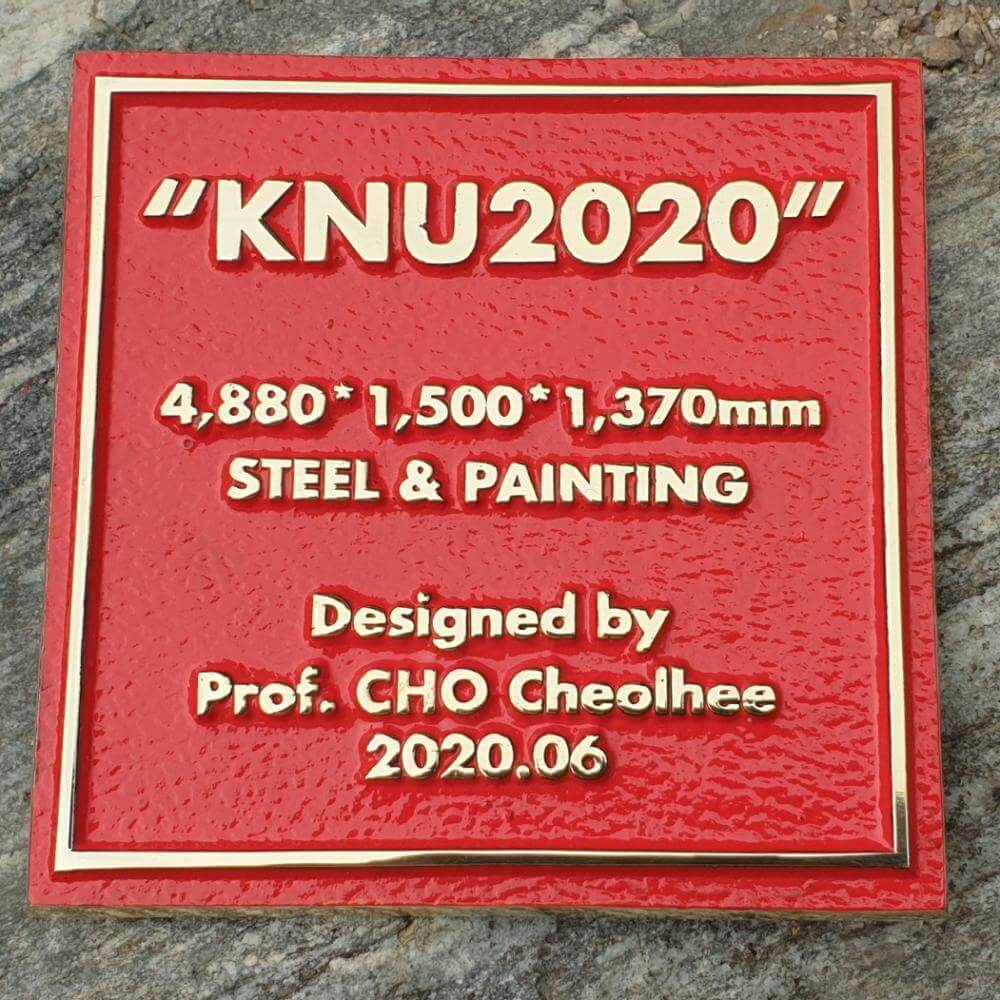 "KNU2020"
4,880*1,500*1,370mm
STEEL & PAINTING
Designed by
Prof. CHO Cheolhee
2020.06